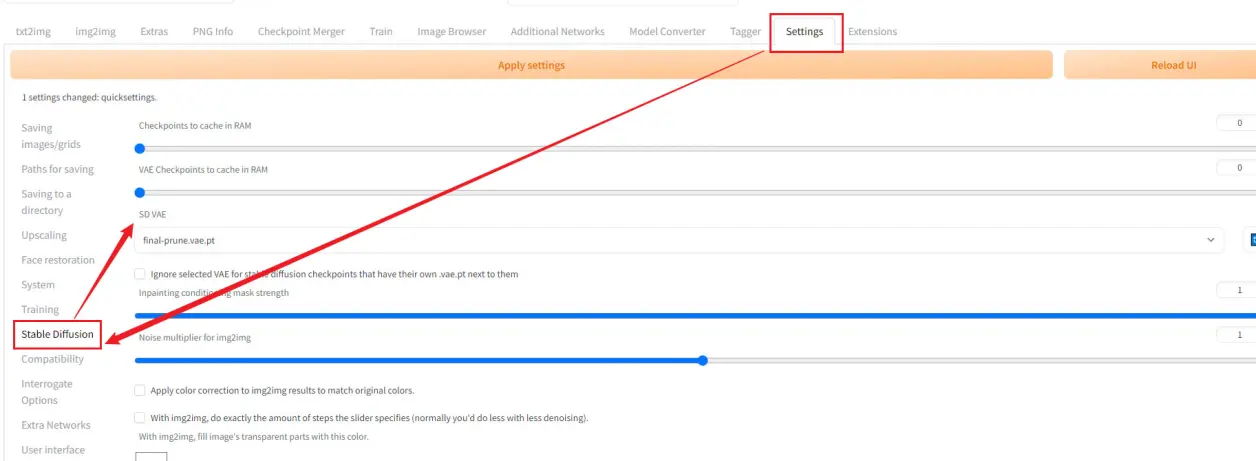 txt2img img2img Extras PNG Info Checkpoint Merger Train Image Browser Additional Networks Model Converter Tagger Settings Extensions
Apply settings Reload UI
1 settings changed: quicksettings.
Saving
images/grids
Paths for saving
Saving to a
directory
Upscaling
Face restoration
System
Training
Stable Diffusion
Compatibility
Interrogate
Options
Extra Networks
User interface
Checkpoints to cache in RAM 0
VAE Checkpoints to cache in RAM 0
SD VAE
final-prune.vae.pt
Ignore selected VAE for stable diffusion checkpoints that have their own .vae.pt next to them
Inpainting conditioning mask strength 1
Noise multiplier for img2img 1
Apply color correction to img2img results to match original colors.
With img2img, do exactly the amount of steps the slider specifies (normally you'd do less with less denoising).
With img2img, fill image's transparent parts with this color.